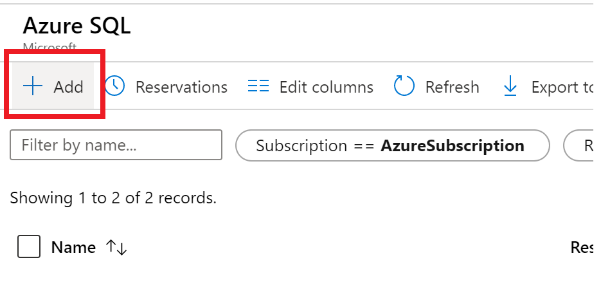 Azure SQL
Microsoft
Add Reservations Edit columns Refresh Export to
Filter by name... Subscription == AzureSubscription R
Showing 1 to 2 of 2 records.
Name Res